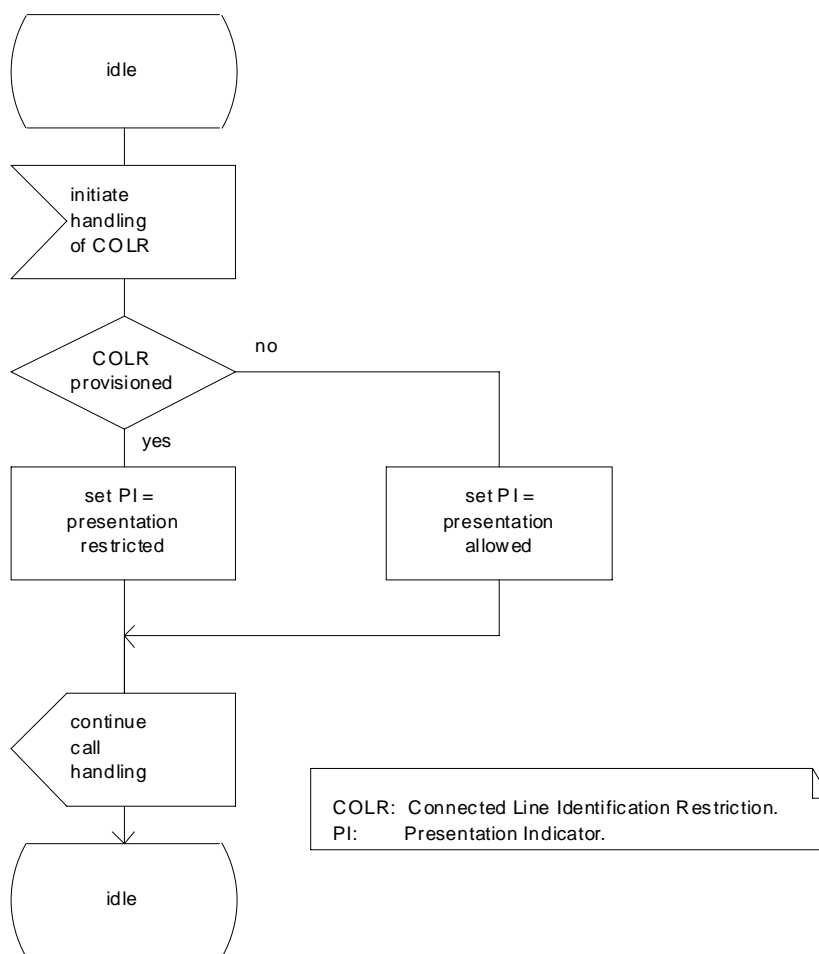 idle
initiate
handling
of COLR
COLR
provisioned
no
yes
set PI =
presentation
restricted
set PI =
presentation
allowed
continue
call
handling
COLR: Connected Line Identification Restriction.
PI: Presentation Indicator.
idle